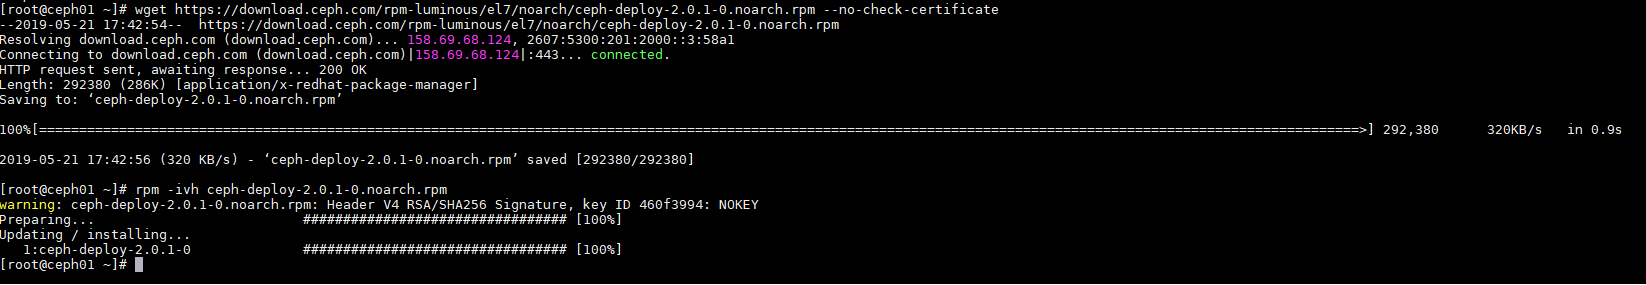 [root@ceph01 ~]# wget https://download.ceph.com/rpm-luminous/el7/noarch/ceph-deploy-2.0.1-0.noarch.rpm --no-check-certificate
--2019-05-21 17:42:54--  https://download.ceph.com/rpm-luminous/el7/noarch/ceph-deploy-2.0.1-0.noarch.rpm
Resolving download.ceph.com (download.ceph.com)... 158.69.68.124, 2607:5300:201:2000::3:58a1
Connecting to download.ceph.com (download.ceph.com)|158.69.68.124|:443... connected.
HTTP request sent, awaiting response... 200 OK
Length: 292380 (286K) [application/x-redhat-package-manager]
Saving to: ‘ceph-deploy-2.0.1-0.noarch.rpm’
100%[=====================================================================================================================================================================>] 292,380      320KB/s   in 0.9s
2019-05-21 17:42:56 (320 KB/s) - ‘ceph-deploy-2.0.1-0.noarch.rpm’ saved [292380/292380]
[root@ceph01 ~]# rpm -ivh ceph-deploy-2.0.1-0.noarch.rpm
warning: ceph-deploy-2.0.1-0.noarch.rpm: Header V4 RSA/SHA256 Signature, key ID 460f3994: NOKEY
Preparing...                          ################################# [100%]
Updating / installing...
   1:ceph-deploy-2.0.1-0              ################################# [100%]
[root@ceph01 ~]#